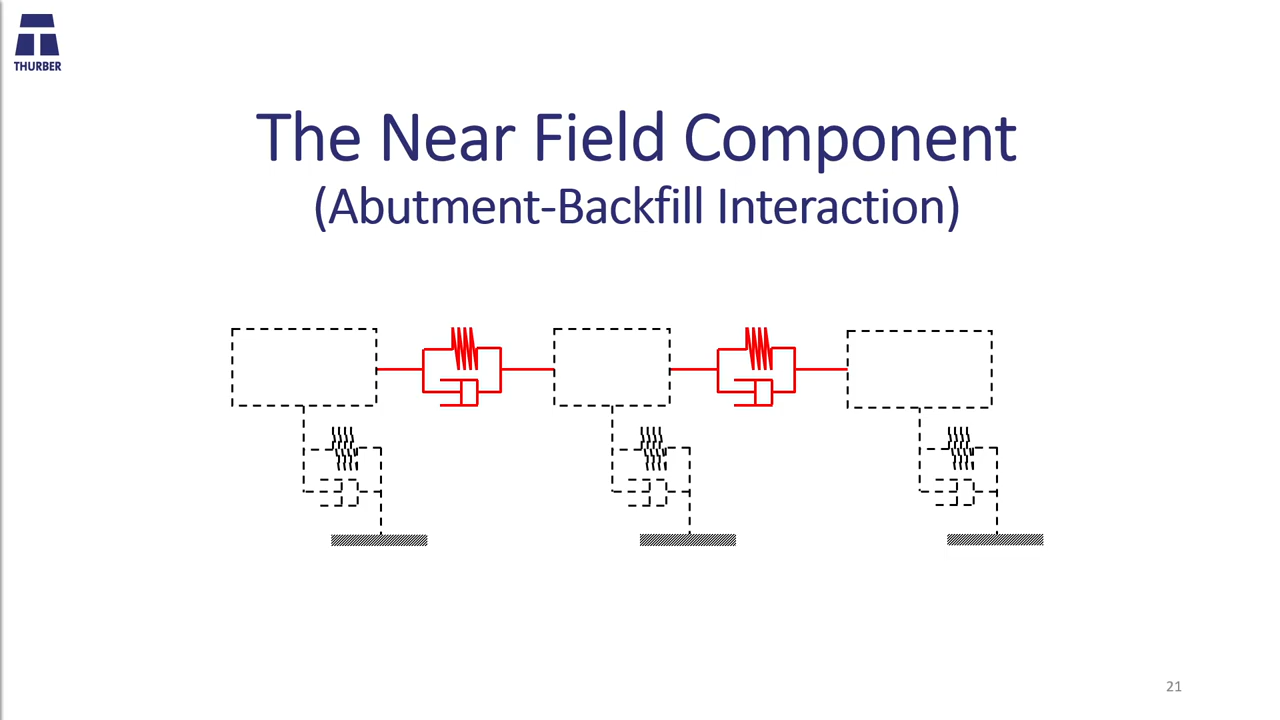 THURBER
The Near Field Component
(Abutment-Backfill Interaction)
21